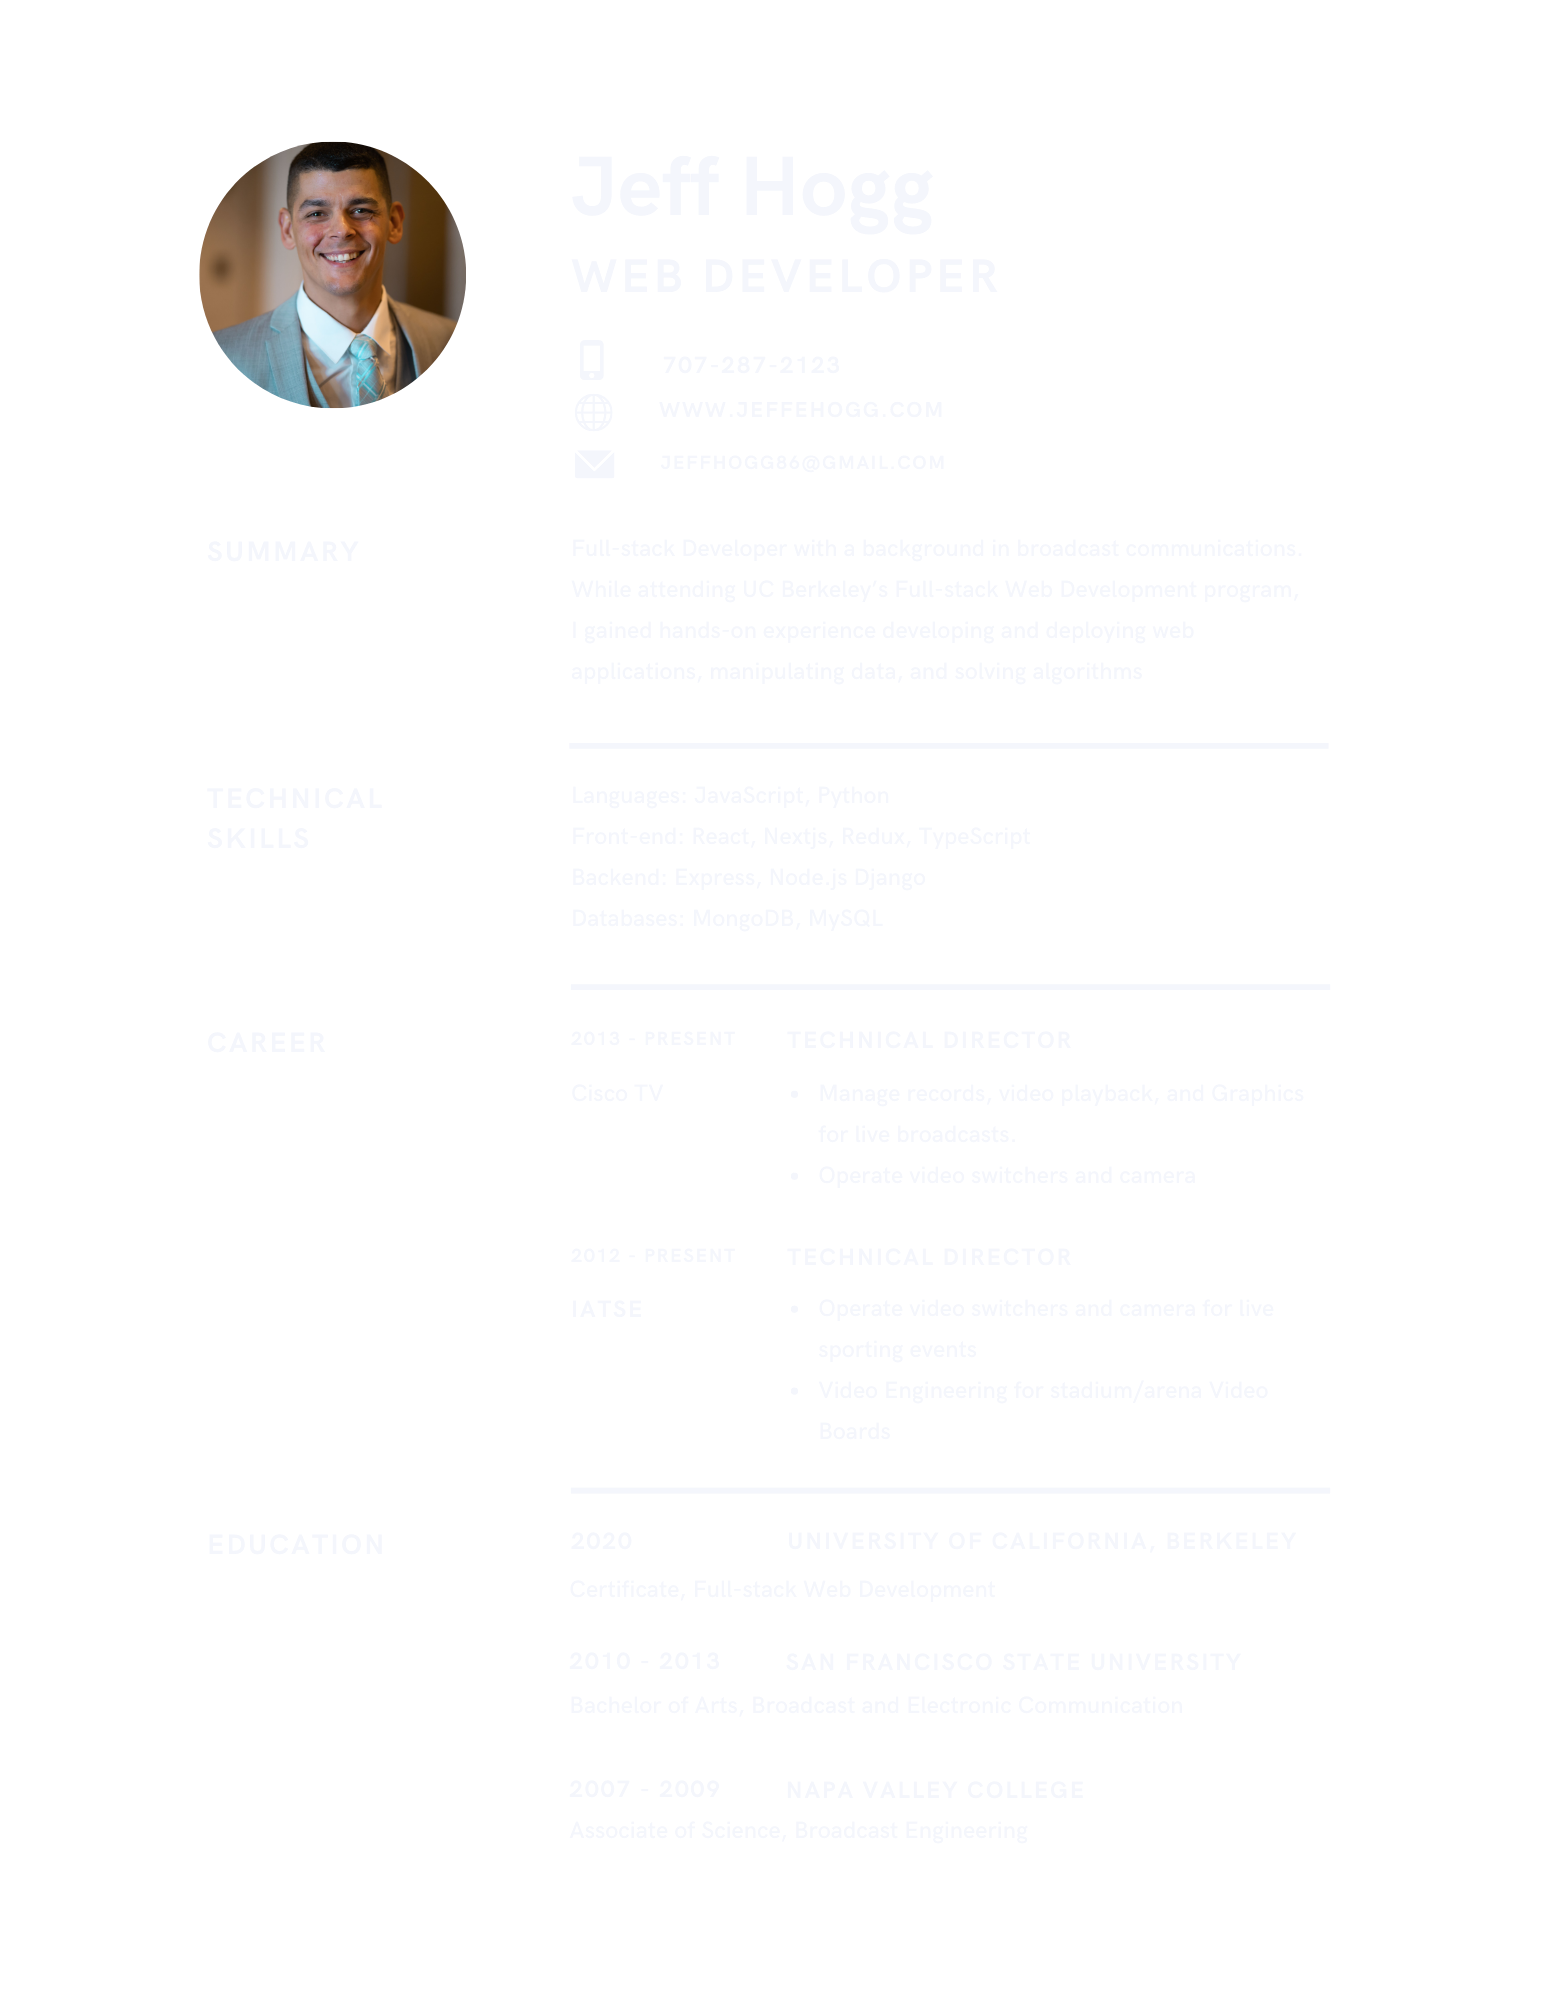 Jeff Hogg
WEB DEVELOPER
707-287-2123
WWW.JEFFEHOGG.COM
JEFFHOGG86@GMAIL.COM
SUMMARY
Full-stack Developer with a background in broadcast communications.
While attending UC Berkeley's Full-stack Web Development program,
I gained hands-on experience developing and deploying web
applications, manipulating data, and solving algorithms
TECHNICAL
SKILLS
Languages: JavaScript, Python
Front-end: React, Nextjs, Redux, TypeScript
Backend: Express, Node.js Django
Databases: MongoDB, MySQL
CAREER
2013 - PRESENT TECHNICAL DIRECTOR
Cisco TV
• Manage records, video playback, and Graphics
for live broadcasts.
• Operate video switchers and camera
2012 - PRESENT TECHNICAL DIRECTOR
IATSE
• Operate video switchers and camera for live
sporting events
• Video Engineering for stadium/arena Video
Boards
EDUCATION
2020 UNIVERSITY OF CALIFORNIA, BERKELEY
Certificate, Full-stack Web Development
2010 - 2013 SAN FRANCISCO STATE UNIVERSITY
Bachelor of Arts, Broadcast and Electronic Communication
2007 - 2009 NAPA VALLEY COLLEGE
Associate of Science, Broadcast Engineering